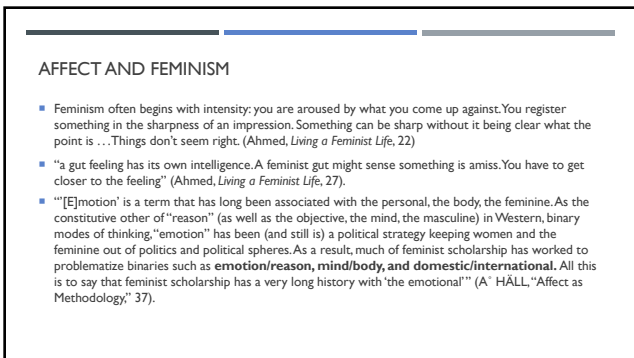 AFFECT AND FEMINISM
Feminism often begins with intensity: you are aroused by what you come up against. You register
something in the sharpness of an impression. Something can be sharp without it being clear what the
point is …Things don't seem right. (Ahmed, Living a Feminist Life, 22)
"a gut feeling has its own intelligence. A feminist gut might sense something is amiss. You have to get
closer to the feeling" (Ahmed, Living a Feminist Life, 27).
"'[E]motion' is a term that has long been associated with the personal, the body, the feminine. As the
constitutive other of "reason" (as well as the objective, the mind, the masculine) in Western, binary
modes of thinking, "emotion" has been (and still is) a political strategy keeping women and the
feminine out of politics and political spheres. As a result, much of feminist scholarship has worked to
problematize binaries such as emotion/reason, mind/body, and domestic/international. All this
is to say that feminist scholarship has a very long history with 'the emotional'" (A˚ HÄLL, "Affect as
Methodology," 37).